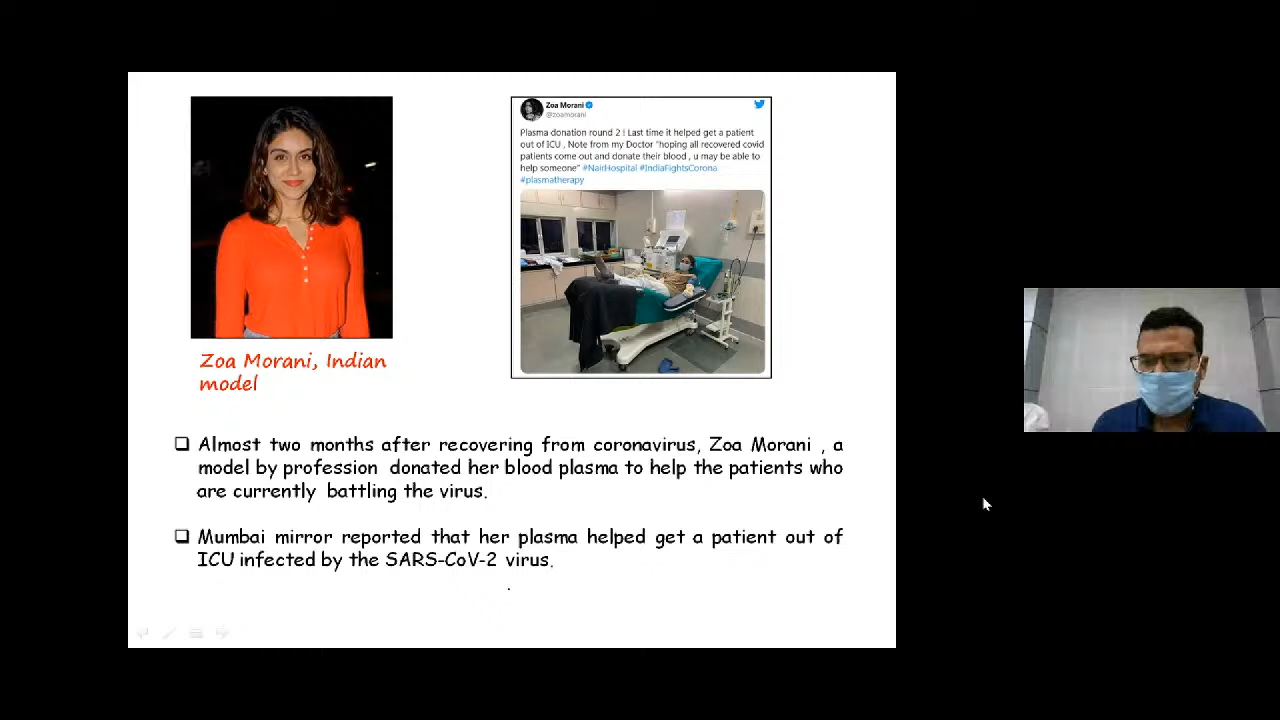 Zoa Morani
@zoamorani
Plasma donation round 2 ! Last time it helped get a patient
out of ICU , Note from my Doctor "hoping all recovered covid
patients come out and donate their blood , u may be able to
help someone" #NairHospital #IndiaFightsCorona
#plasmatherapy
Zoa Morani, Indian
model
Almost two months after recovering from coronavirus, Zoa Morani , a
model by profession donated her blood plasma to help the patients who
are currently battling the virus.
Mumbai mirror reported that her plasma helped get a patient out of
ICU infected by the SARS-CoV-2 virus.
.